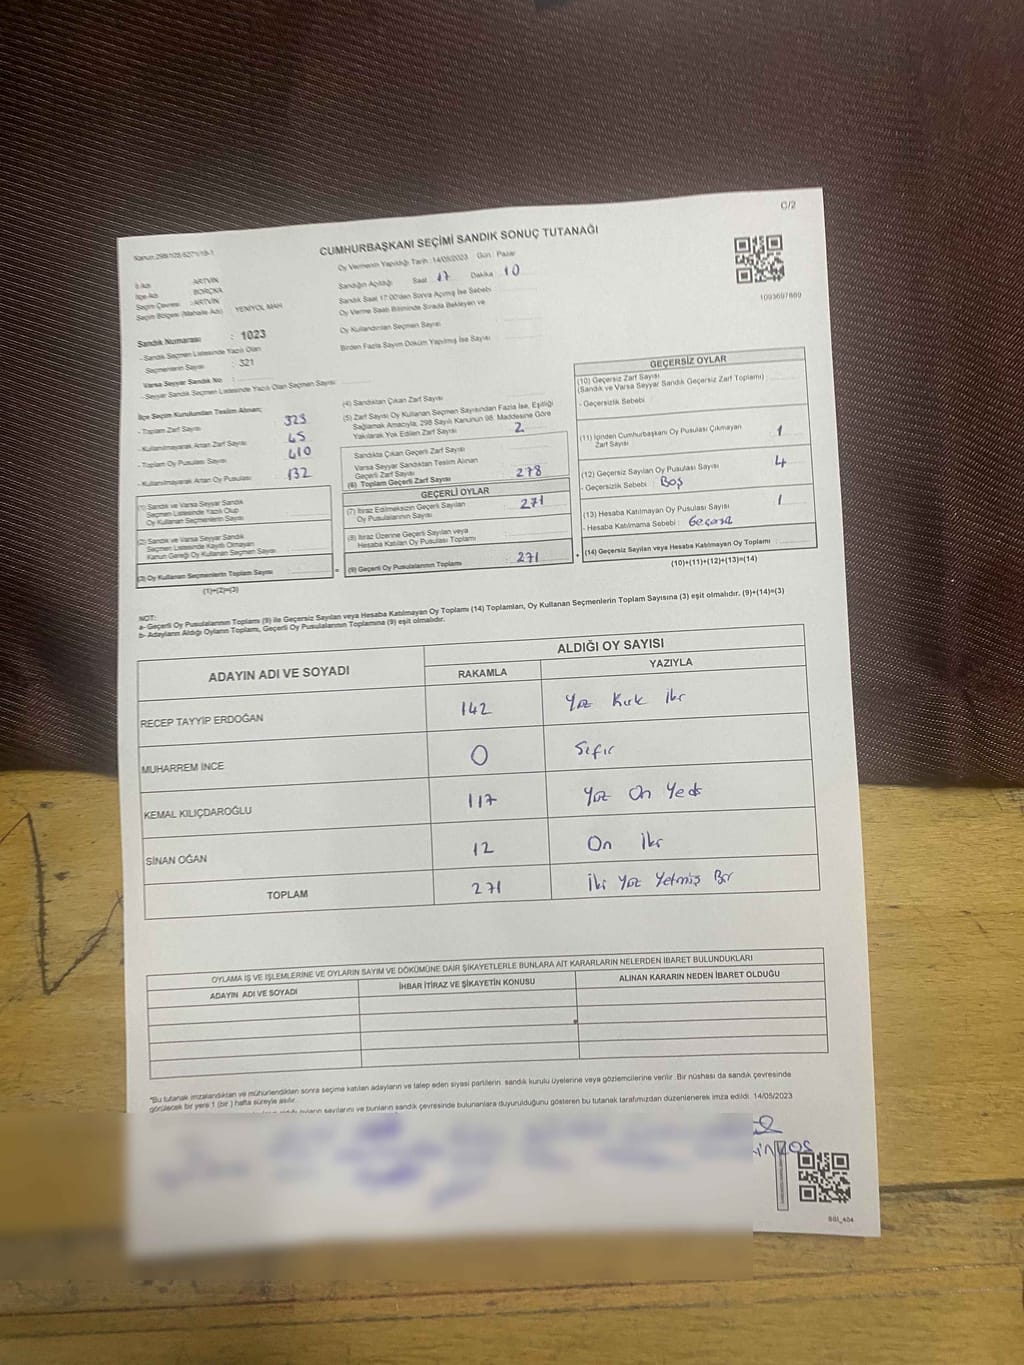 C/2
CUMHURBAŞKANI SEÇİMİ SANDIK SONUÇ TUTANAĞI
Oy Vermenin Yapıldığı Tarih : 14/05/2023 Gün : Pazar
Sandığın Açıldığı Saat 17 Dakika 10
Sandık Saat 17:00'den Sonra Açılmış İse Sebebi
Oy Verme Saati Bitiminde Sırada Bekleyen ve
Oy Kullandırılan Seçmen Sayısı
Birden Fazla Sayım Döküm Yapılmış İse Sayısı
1093697669
İl Adı : ARTVİN
İlçe Adı : BORÇKA
Seçim Çevresi : ARTVİN
Seçim Bölgesi (Mahalle Adı) : YENİYOL MAH
Sandık Numarası : 1023
- Sandık Seçmen Listesinde Yazılı Olan
Seçmenlerin Sayısı : 321
Varsa Seyyar Sandık No :
- Seyyar Sandık Seçmen Listesinde Yazılı Olan Seçmen Sayısı
İlçe Seçim Kurulundan Teslim Alınan;
- Toplam Zarf Sayısı 323
- Kullanılmayarak Artan Zarf Sayısı 45
- Toplam Oy Pusulası Sayısı 410
- Kullanılmayarak Artan Oy Pusulası 132
(1) Sandık ve Varsa Seyyar Sandık
Seçmen Listesinde Yazılı Olup
Oy Kullanan Seçmenlerin Sayısı
(2) Sandık ve Varsa Seyyar Sandık
Seçmen Listesinde Kayıtlı Olmayan
Kanun Gereği Oy Kullanan Seçmen Sayısı
(3) Oy Kullanan Seçmenlerin Toplam Sayısı =
(1)+(2)=(3)
(4) Sandıktan Çıkan Zarf Sayısı
(5) Zarf Sayısı Oy Kullanan Seçmen Sayısından Fazla İse, Eşitliği
Sağlamak Amacıyla, 298 Sayılı Kanunun 98. Maddesine Göre
Yakılarak Yok Edilen Zarf Sayısı 2
Sandıkta Çıkan Geçerli Zarf Sayısı
Varsa Seyyar Sandıktan Teslim Alınan
Geçerli Zarf Sayısı
(6) Toplam Geçerli Zarf Sayısı 278
GEÇERLİ OYLAR
(7) İtiraz Edilmeksizin Geçerli Sayılan
Oy Pusulalarının Sayısı 271
(8) İtiraz Üzerine Geçerli Sayılan veya
Hesaba Katılan Oy Pusulası Toplamı
(9) Geçerli Oy Pusulalarının Toplamı 271 +
GEÇERSİZ OYLAR
(10) Geçersiz Zarf Sayısı
(Sandık ve Varsa Seyyar Sandık Geçersiz Zarf Toplamı)
- Geçersizlik Sebebi
(11) İçinden Cumhurbaşkanı Oy Pusulası Çıkmayan
Zarf Sayısı 1
(12) Geçersiz Sayılan Oy Pusulası Sayısı 4
- Geçersizlik Sebebi : Boş
(13) Hesaba Katılmayan Oy Pusulası Sayısı 1
- Hesaba Katılmama Sebebi :
(14) Geçersiz Sayılan veya Hesaba Katılmayan Oy Toplamı :
(10)+(11)+(12)+(13)=(14)
NOT:
a- Geçerli Oy Pusulalarının Toplamı (9) ile Geçersiz Sayılan veya Hesaba Katılmayan Oy Toplamı (14) Toplamları, Oy Kullanan Seçmenlerin Toplam Sayısına (3) eşit olmalıdır. (9)+(14)=(3)
b- Adayların Aldığı Oyların Toplamı, Geçerli Oy Pusulalarının Toplamına (9) eşit olmalıdır.
ADAYIN ADI VE SOYADI ALDIĞI OY SAYISI
RAKAMLA YAZIYLA
RECEP TAYYİP ERDOĞAN 142 Yüz Kırk İki
MUHARREM İNCE 0 Sıfır
KEMAL KILIÇDAROĞLU 117 Yüz On Yedi
SİNAN OĞAN 12 On İki
TOPLAM 271 İki Yüz Yetmiş Bir
OYLAMA İŞ VE İŞLEMLERİNE VE OYLARIN SAYIM VE DÖKÜMÜNE DAİR ŞİKAYETLERLE BUNLARA AİT KARARLARIN NELERDEN İBARET BULUNDUKLARI
ADAYIN ADI VE SOYADI İHBAR İTİRAZ VE ŞİKAYETİN KONUSU ALINAN KARARIN NEDEN İBARET OLDUĞU
"Bu tutanak imzalandıktan ve mühürlendikten sonra seçime katılan adayların ve talep eden siyasi partilerin sandık kurulu üyelerine veya gözlemcilerine verilir. Bir nüshası da sandık çevresinde
görülecek bir yere 1 (bir) hafta süreyle asılır.
oyların sayılarını ve bunların sandık çevresinde bulunanlara duyurulduğunu gösteren bu tutanak tarafımızdan düzenlenerek imza edildi. 14/05/2023